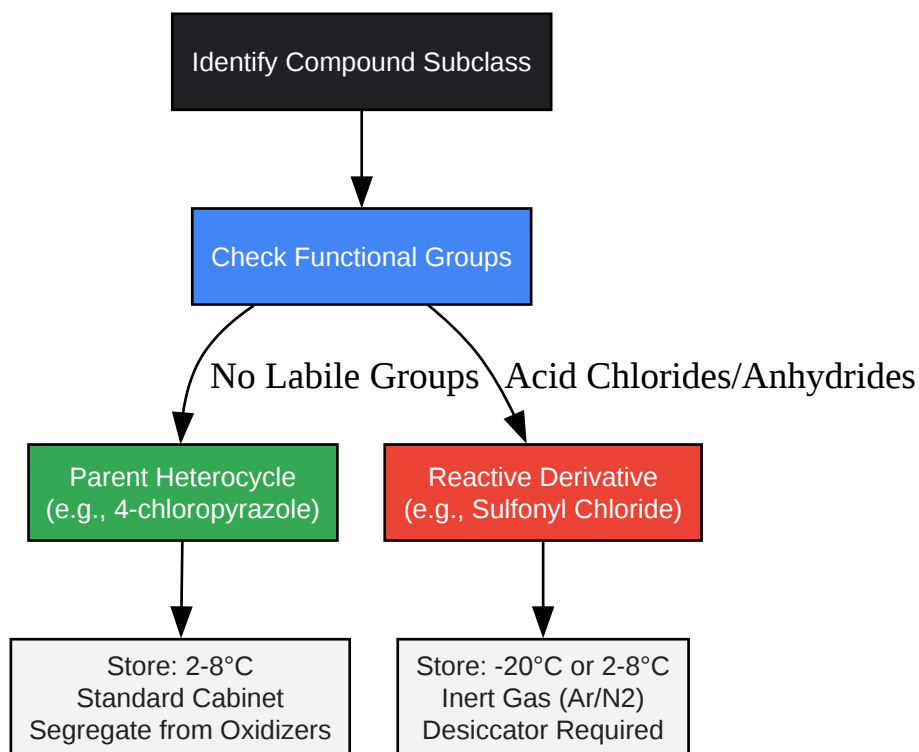 Identify Compound Subclass
Check Functional Groups
No Labile Groups
Acid Chlorides/Anhydrides
Parent Heterocycle
(e.g., 4-chloropyrazole)
Reactive Derivative
(e.g., Sulfonyl Chloride)
Store: 2-8°C
Standard Cabinet
Segregate from Oxidizers
Store: -20°C or 2-8°C
Inert Gas (Ar/N2)
Desiccator Required